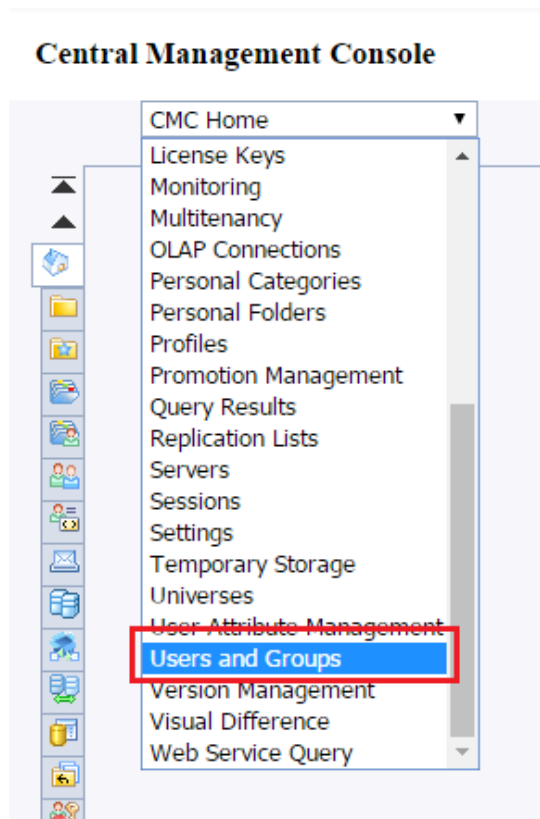 Central Management Console
CMC Home
License Keys
Monitoring
Multitenancy
OLAP Connections
Personal Categories
Personal Folders
Profiles
Promotion Management
Query Results
Replication Lists
Servers
Sessions
Settings
Temporary Storage
Universes
User Attribute Management
Users and Groups
Version Management
Visual Difference
Web Service Query